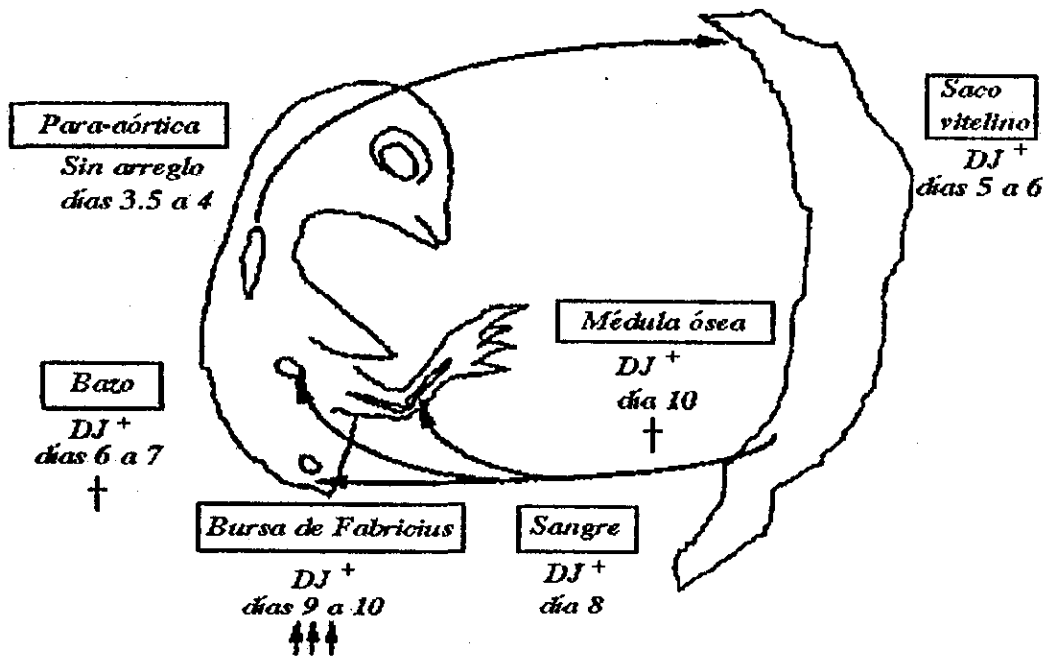 Para-aórtica
Sin arreglo
días 3.5 a 4
Saco
vitelino
DJ +
días 5 a 6
Médula ósea
DJ +
día 10
Bazo
DJ +
días 6 a 7
Bursa de Fabricius
DJ +
días 9 a 10
Sangre
DJ +
día 8